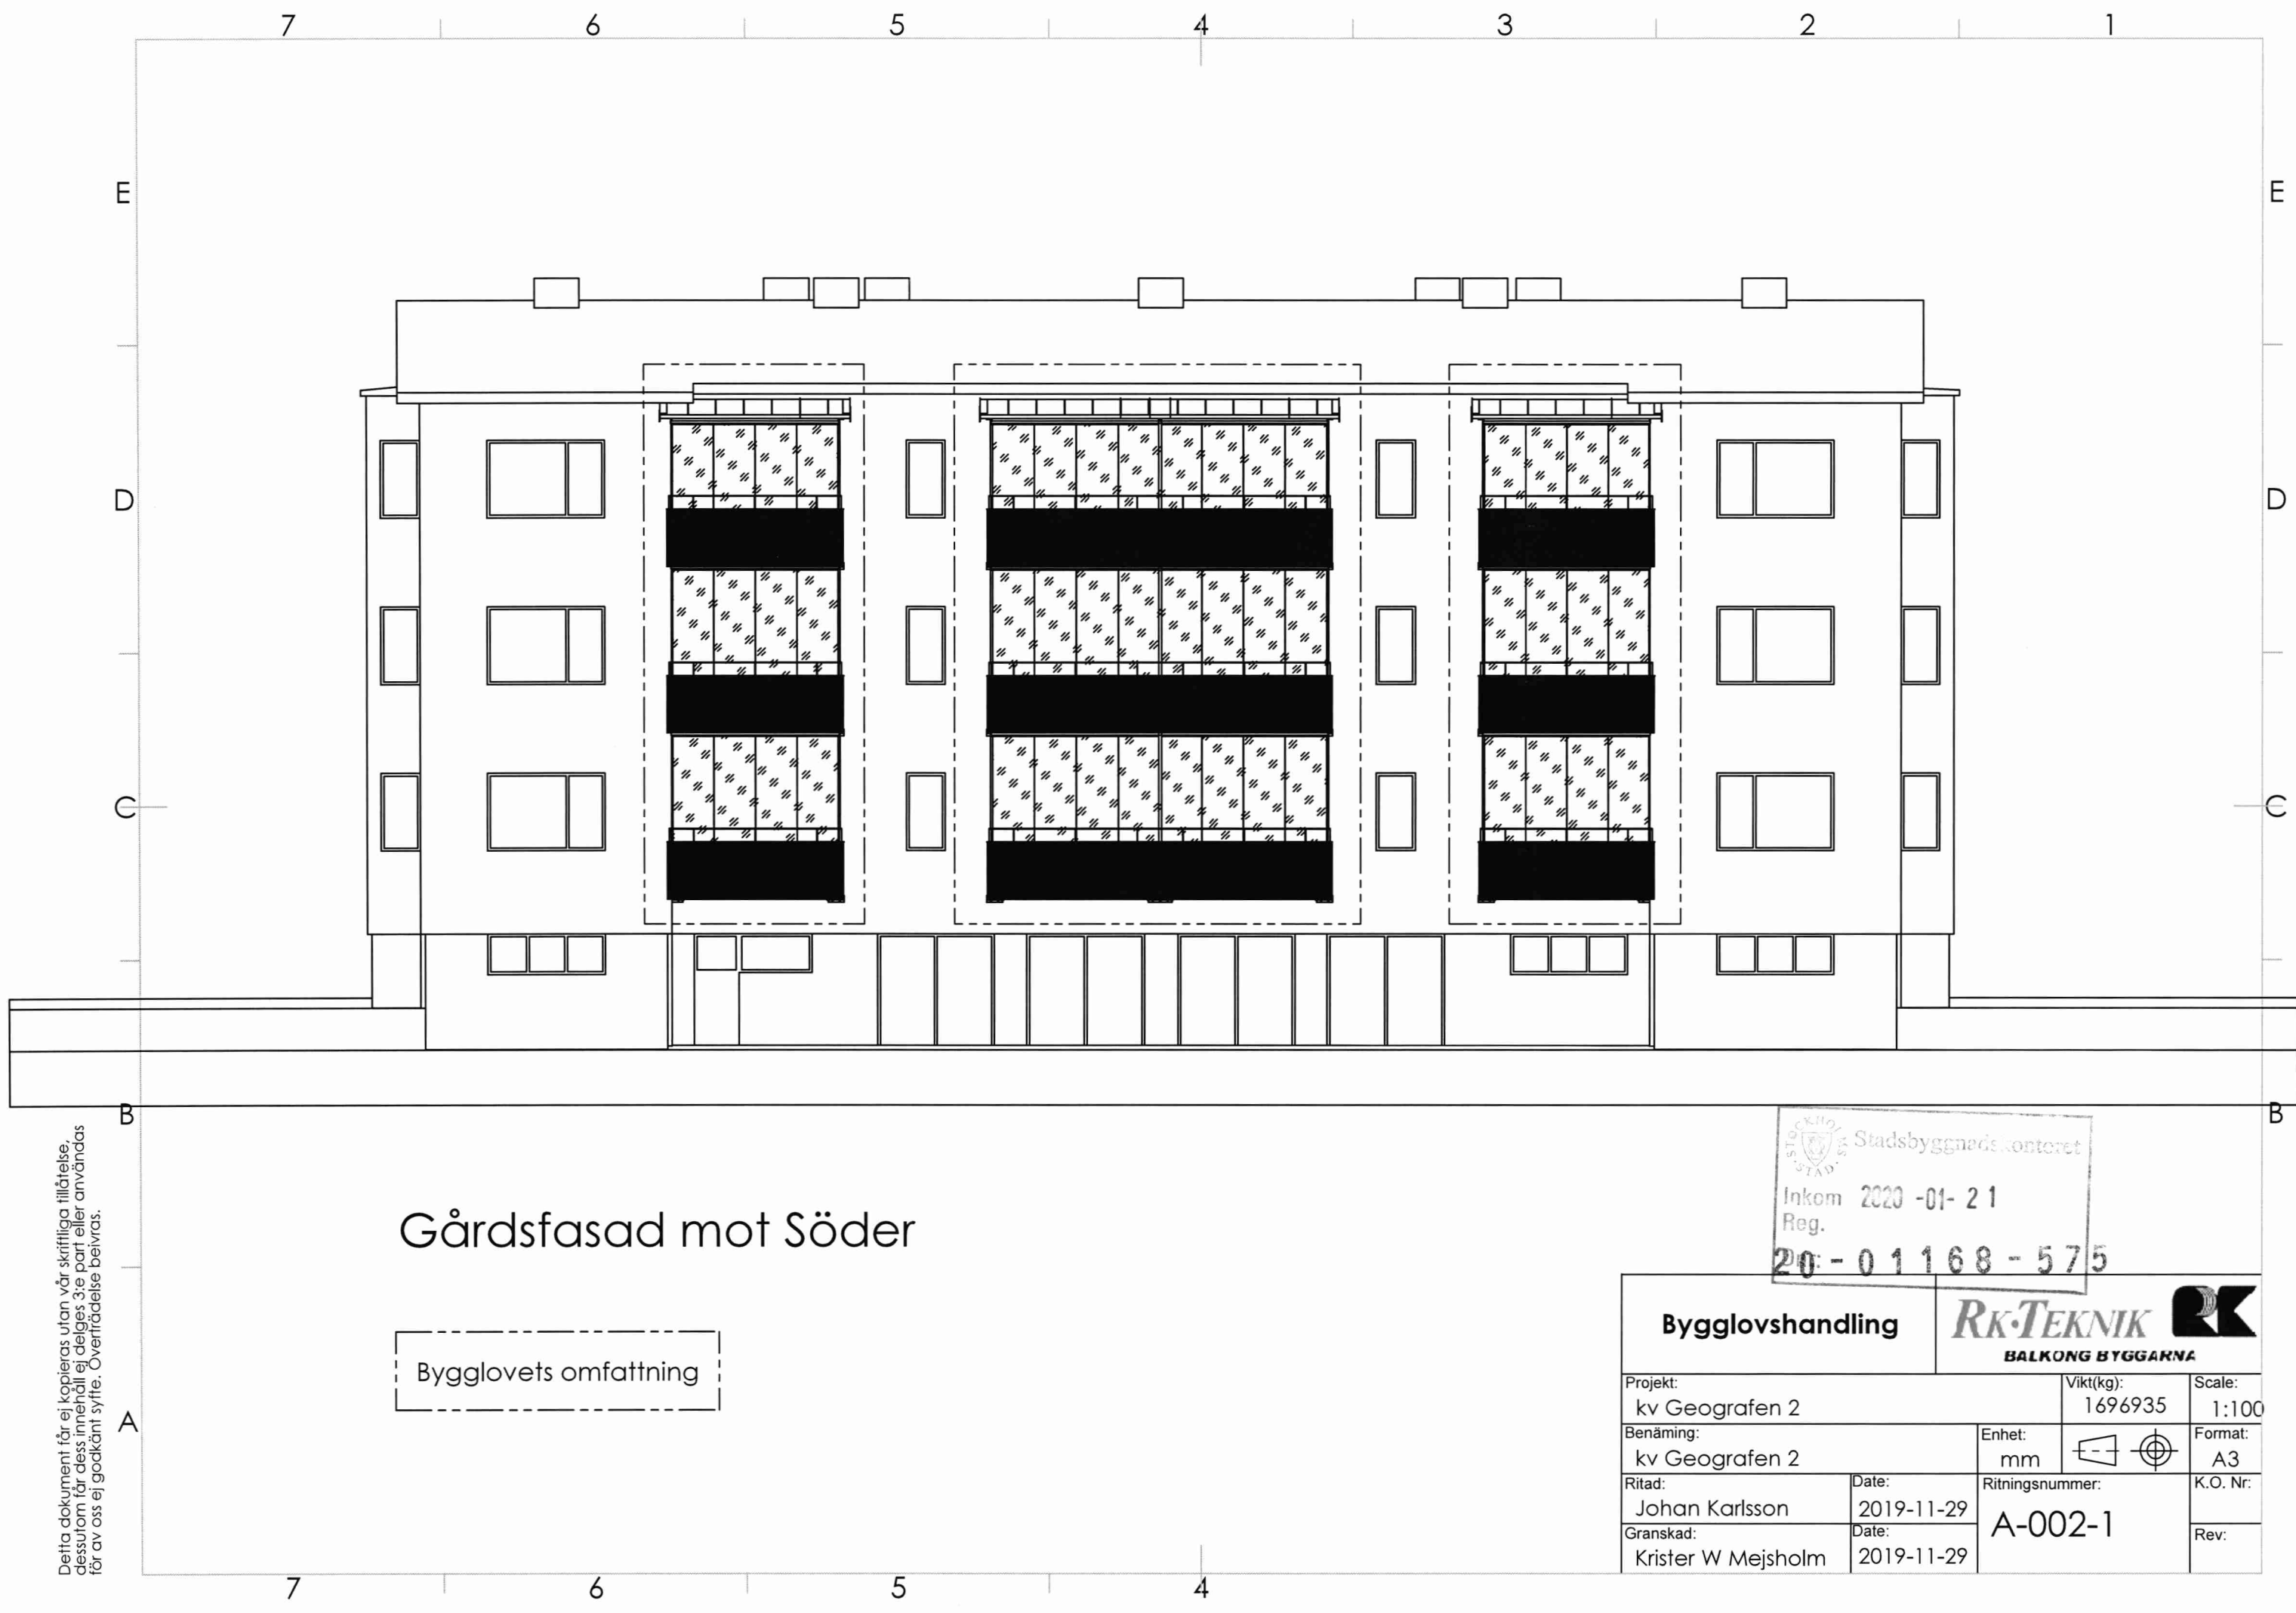 7 6 5 4 3 2 1
E E
D D
C C
B B
A
Detta dokument får ej kopieras utan vår skriftliga tillåtelse,
dessutom får dess innehåll ej delges 3:e part eller användas
för av oss ej godkänt syfte. Överträdelse beivras.
Gårdsfasad mot Söder
Bygglovets omfattning
STOCKHOLMS STAD
Stadsbyggnadskontoret
Inkom 2020 -01- 21
Reg.
20-01168-575
Bygglovshandling
RK·TEKNIK RK
BALKONG BYGGARNA
Projekt: Vikt(kg): Scale:
kv Geografen 2 1696935 1:100
Benäming: Enhet: Format:
kv Geografen 2 mm A3
Ritad: Date: Ritningsnummer: K.O. Nr:
Johan Karlsson 2019-11-29
A-002-1
Granskad: Date: Rev:
Krister W Mejsholm 2019-11-29
7 6 5 4